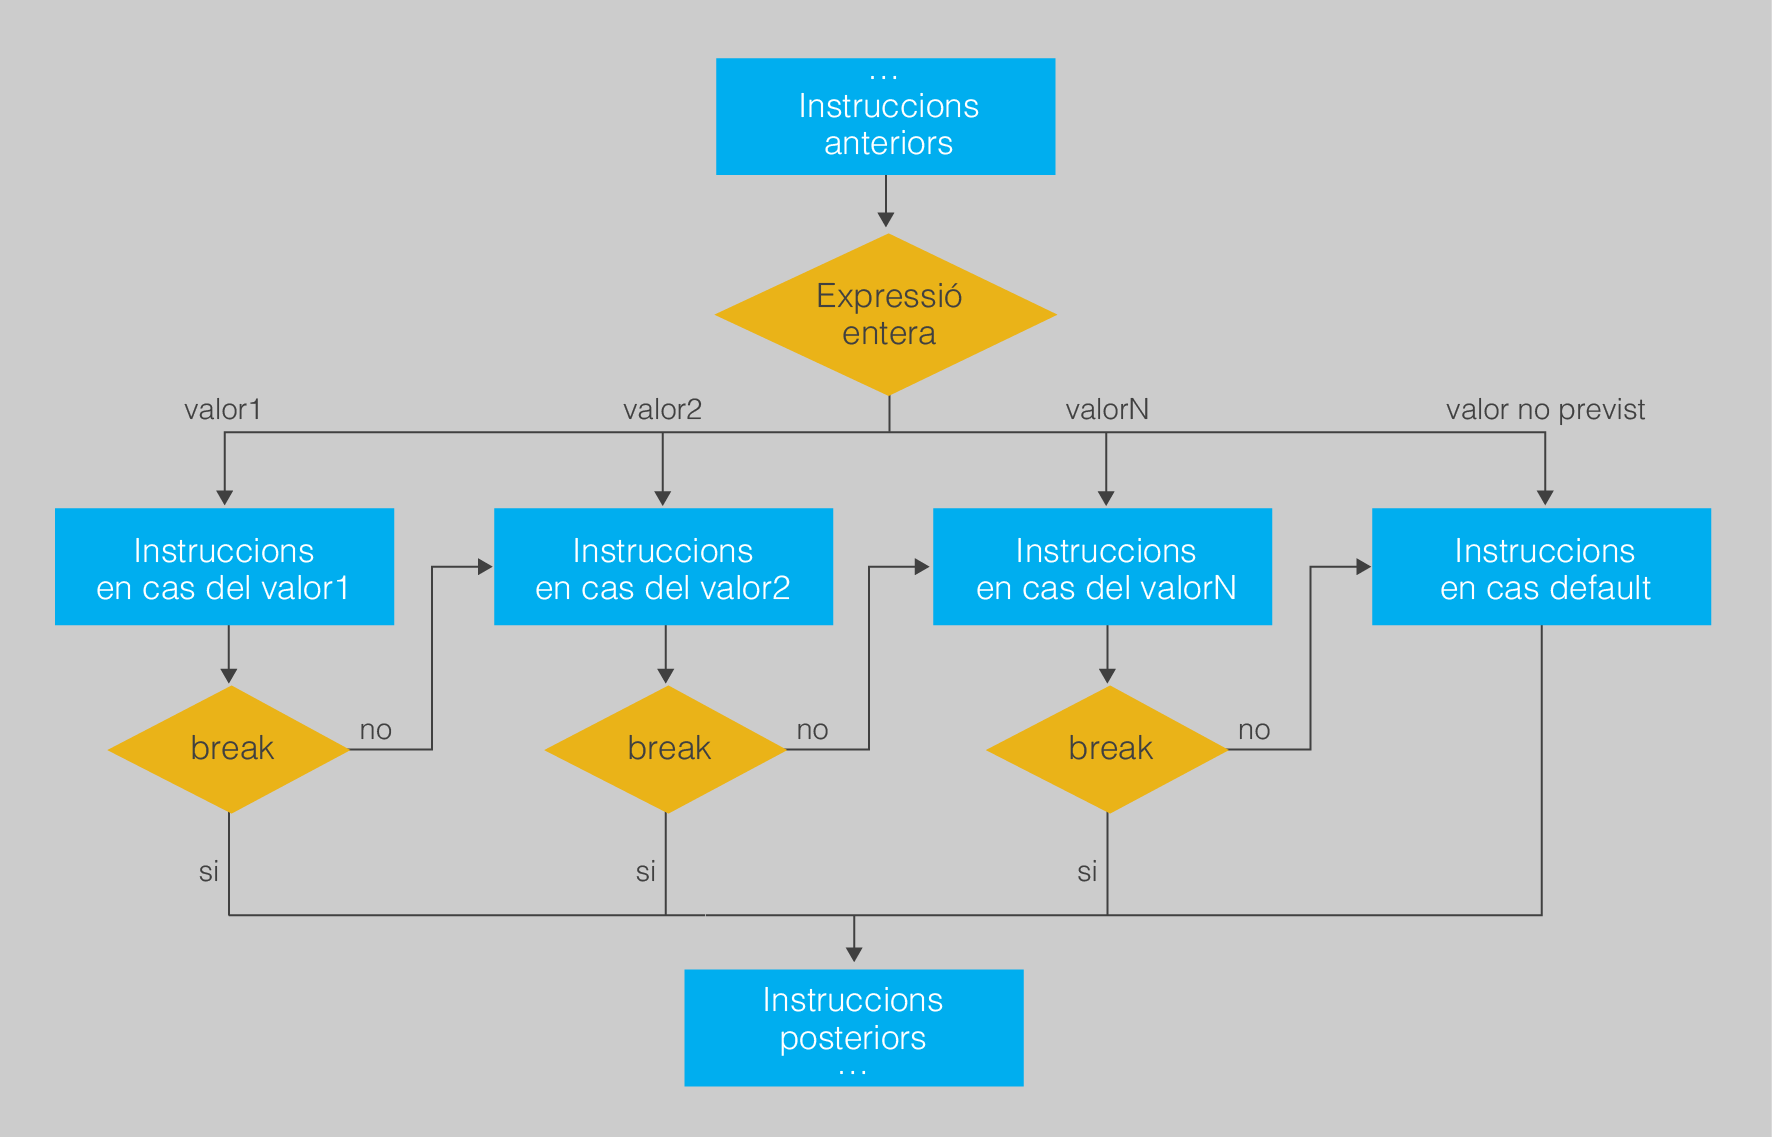 ...
Instruccions
anteriors
Expressió
entera
valor1
valor2
valorN
valor no previst
Instruccions
en cas del valor1
Instruccions
en cas del valor2
Instruccions
en cas del valorN
Instruccions
en cas default
break
no
break
no
break
no
si
si
si
Instruccions
posteriors
...